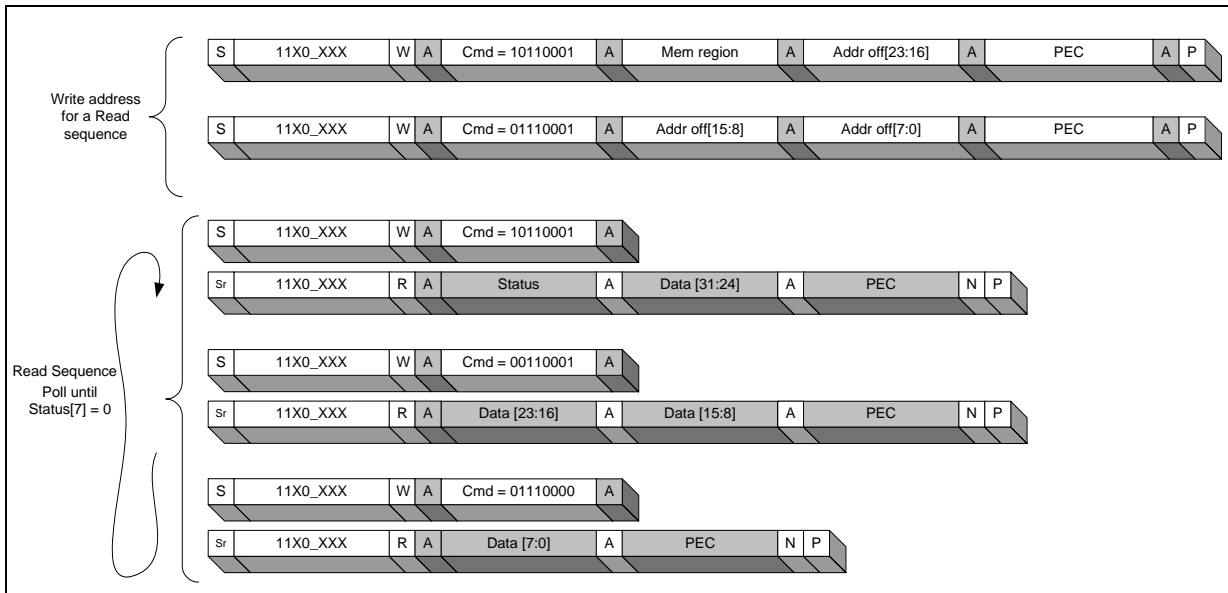 S 11X0_XXX W A Cmd = 10110001 A Mem region A Addr off[23:16] A PEC A P
Write address
for a Read
sequence
S 11X0_XXX W A Cmd = 01110001 A Addr off[15:8] A Addr off[7:0] A PEC A P
S 11X0_XXX W A Cmd = 10110001 A
Sr 11X0_XXX R A Status A Data [31:24] A PEC N P
S 11X0_XXX W A Cmd = 00110001 A
Read Sequence
Poll until
Status[7] = 0
Sr 11X0_XXX R A Data [23:16] A Data [15:8] A PEC N P
S 11X0_XXX W A Cmd = 01110000 A
Sr 11X0_XXX R A Data [7:0] A PEC N P